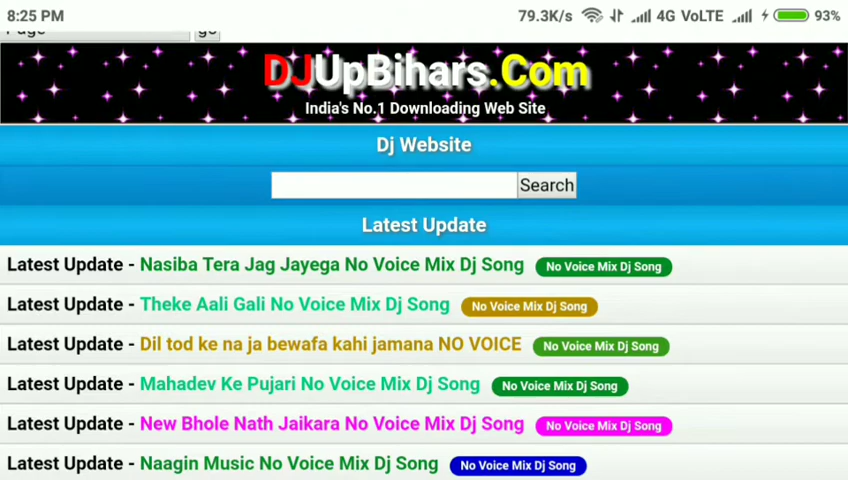 8:25 PM 79.3K/s 4G VoLTE 93%
Page go
DJUpBihars.Com
India's No.1 Downloading Web Site
Dj Website
Search
Latest Update
Latest Update - Nasiba Tera Jag Jayega No Voice Mix Dj Song No Voice Mix Dj Song
Latest Update - Theke Aali Gali No Voice Mix Dj Song No Voice Mix Dj Song
Latest Update - Dil tod ke na ja bewafa kahi jamana NO VOICE No Voice Mix Dj Song
Latest Update - Mahadev Ke Pujari No Voice Mix Dj Song No Voice Mix Dj Song
Latest Update - New Bhole Nath Jaikara No Voice Mix Dj Song No Voice Mix Dj Song
Latest Update - Naagin Music No Voice Mix Dj Song No Voice Mix Dj Song